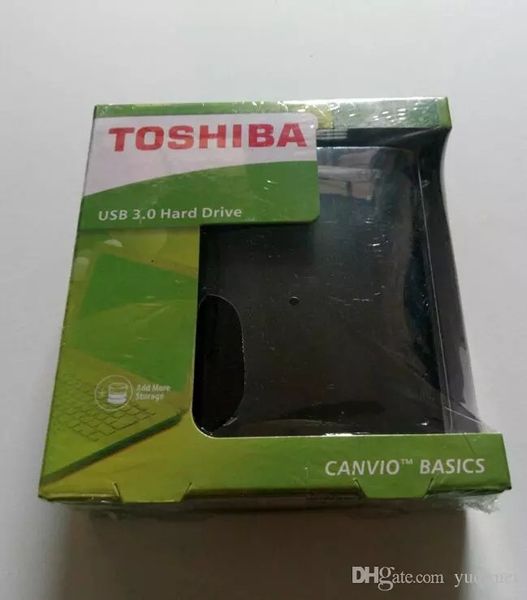 TOSHIBA
USB 3.0 Hard Drive
Add More
Storage
CANVIO™ BASICS
DHgate.com